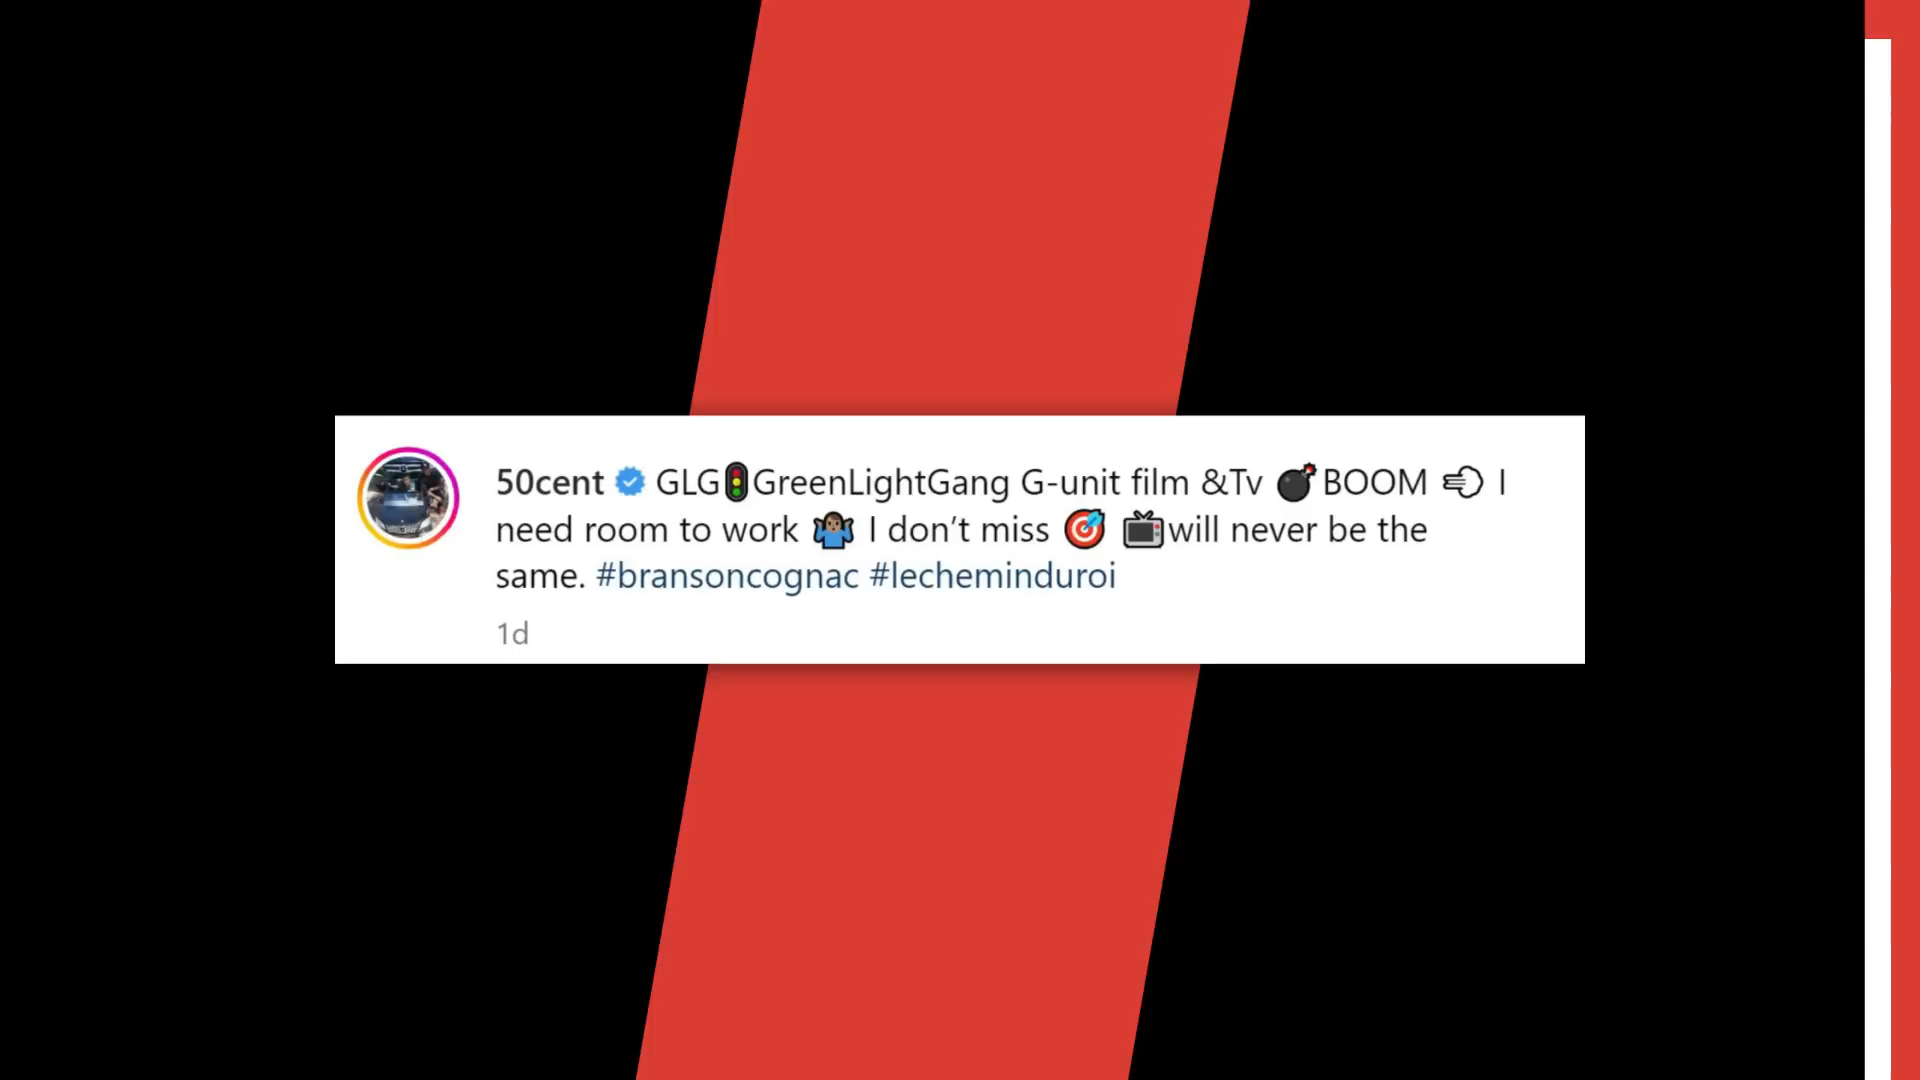 50cent GLG🚦GreenLightGang G-unit film &Tv 💣BOOM 💨 I
need room to work 🤷🏽‍♂️ I don’t miss 🎯 📺will never be the
same. #bransoncognac #lecheminduroi
1d